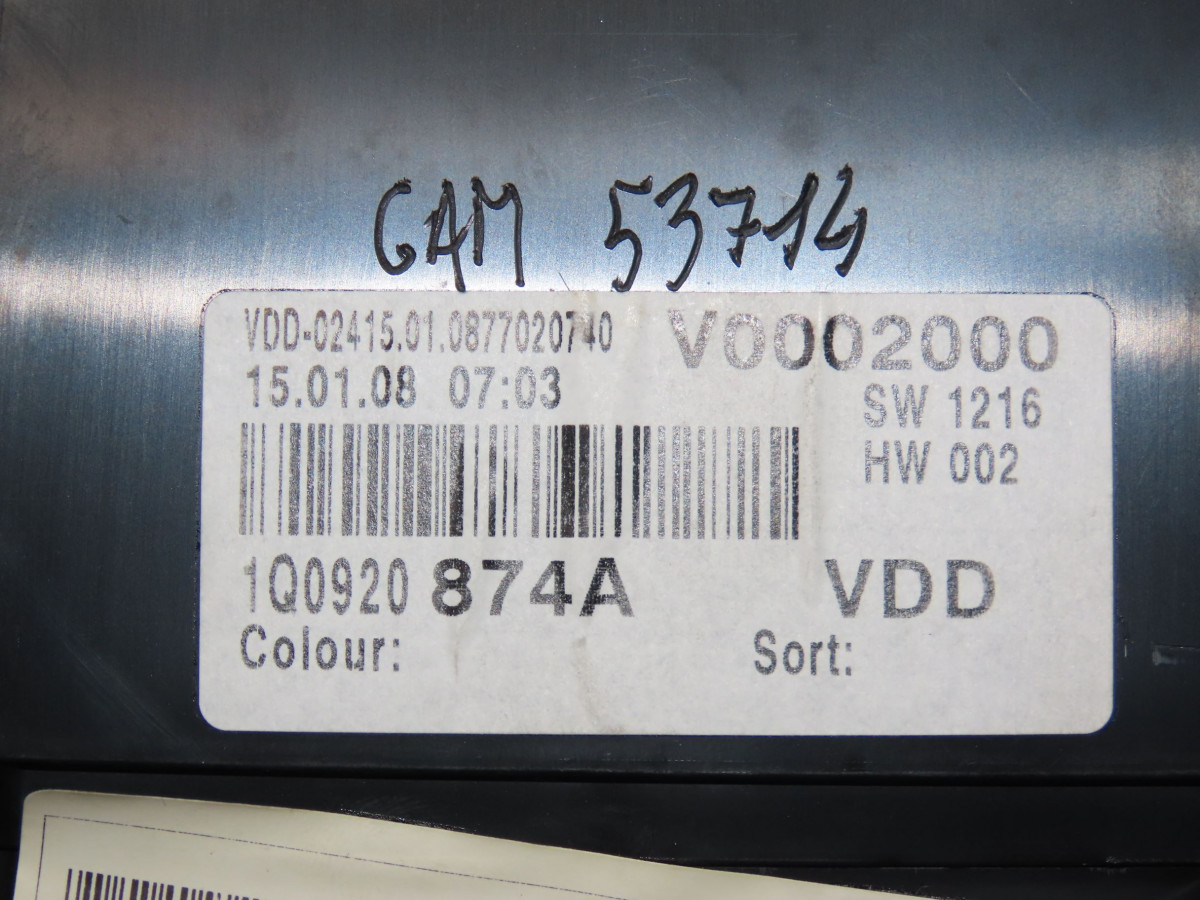 GAM 53714
VDD-02415.01.0877020740 V0002000
15.01.08 07:03 SW 1216
HW 002
1Q0920 874A VDD
Colour: Sort: